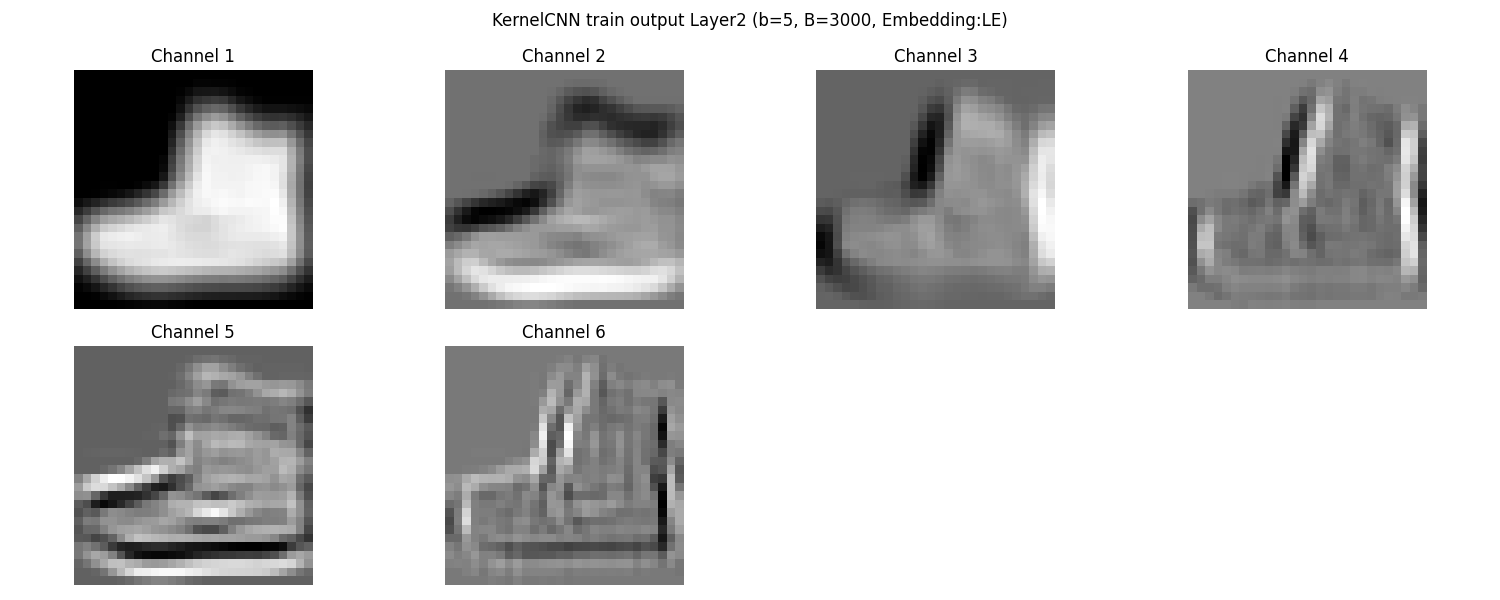 KernelCNN train output Layer2 (b=5, B=3000, Embedding:LE)
Channel 1
Channel 2
Channel 3
Channel 4
Channel 5
Channel 6